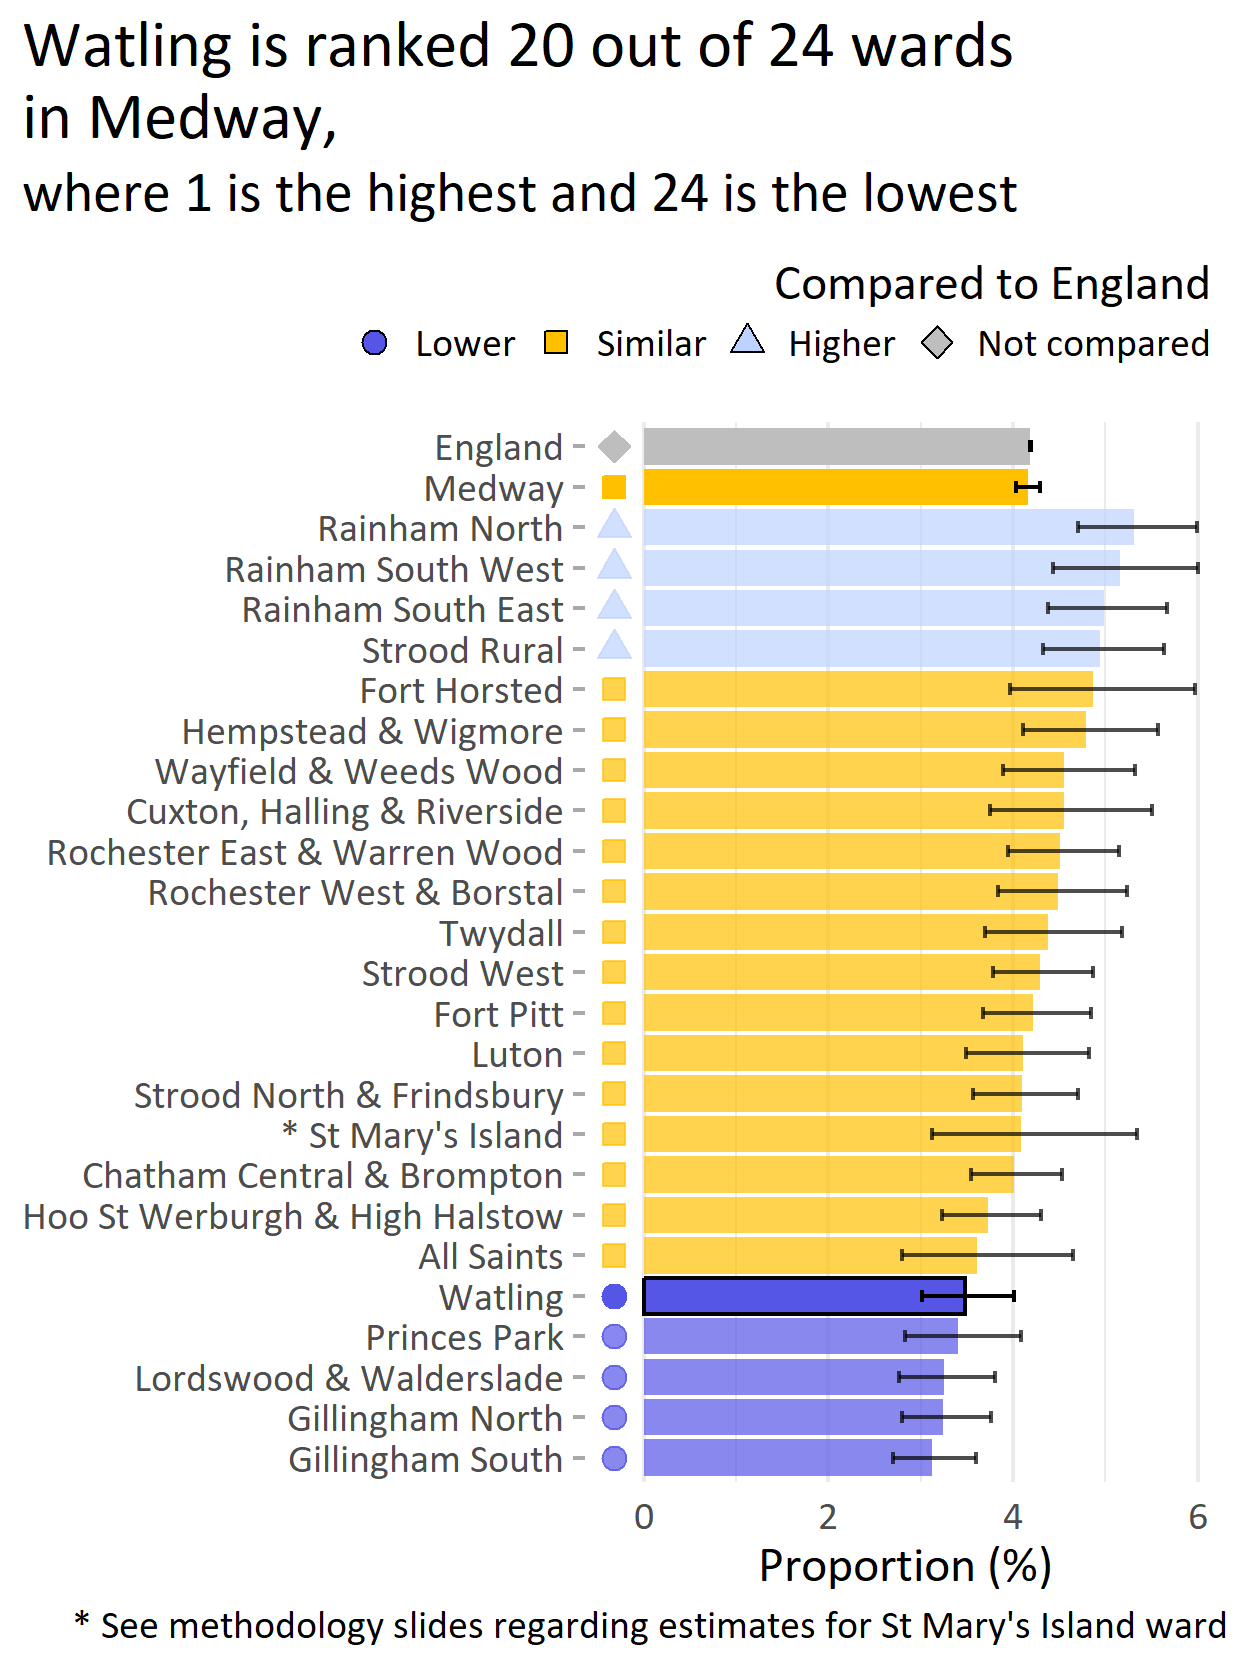 Watling is ranked 20 out of 24 wards
in Medway,
where 1 is the highest and 24 is the lowest
Compared to England
Lower Similar Higher Not compared
England
Medway
Rainham North
Rainham South West
Rainham South East
Strood Rural
Fort Horsted
Hempstead & Wigmore
Wayfield & Weeds Wood
Cuxton, Halling & Riverside
Rochester East & Warren Wood
Rochester West & Borstal
Twydall
Strood West
Fort Pitt
Luton
Strood North & Frindsbury
* St Mary's Island
Chatham Central & Brompton
Hoo St Werburgh & High Halstow
All Saints
Watling
Princes Park
Lordswood & Walderslade
Gillingham North
Gillingham South
0 2 4 6
Proportion (%)
* See methodology slides regarding estimates for St Mary's Island ward